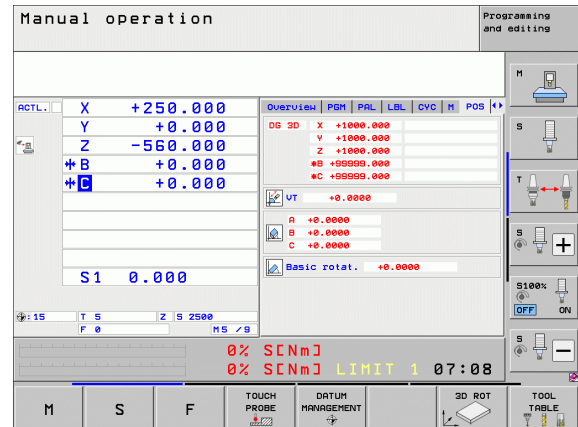 Manual operation
Programming
and editing
ACTL.
X +250.000
Y +0.000
Z -560.000
B +0.000
C +0.000
S1 0.000
Overview PGM PAL LBL CYC M POS
DG 3D X +1000.000
Y +1000.000
Z +1000.000
*B +99999.000
*C +99999.000
VT +0.0000
A +0.0000
B +0.0000
C +0.0000
Basic rotat. +0.0000
:15 T 5 Z S 2500
F 0 M5 /9
0% S[Nm]
0% S[Nm] LIMIT 1 07:08
M
S
T
S
+
S100%
OFF ON
S
−
M
S
F
TOUCH
PROBE
DATUM
MANAGEMENT
3D ROT
TOOL
TABLE